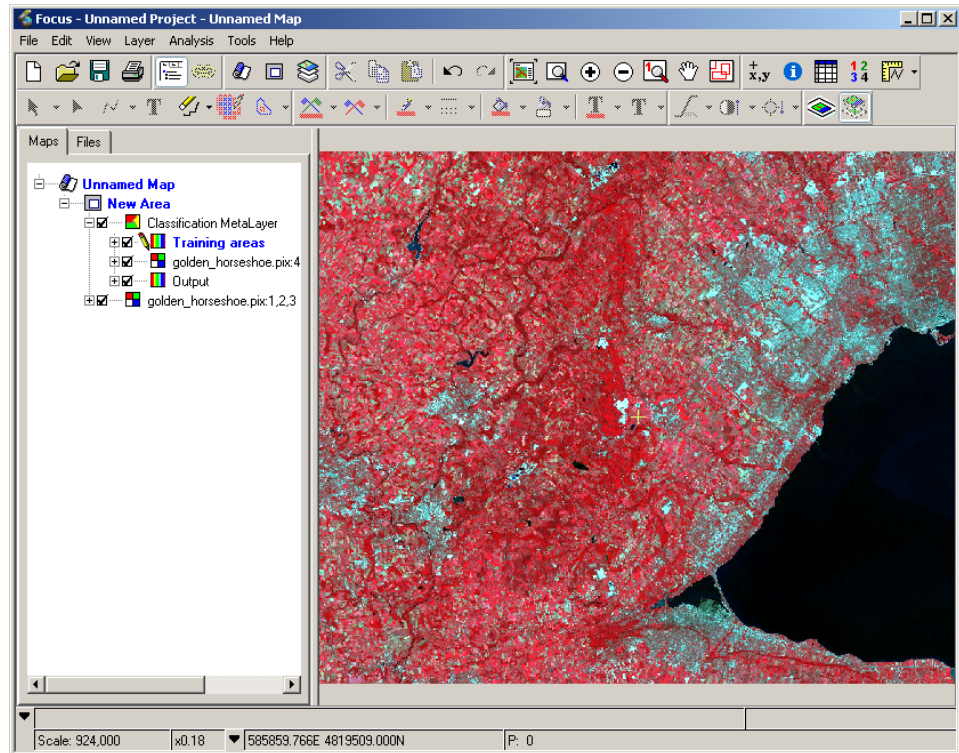 Focus - Unnamed Project - Unnamed Map
File Edit View Layer Analysis Tools Help
x,y
1 2
3 4
Maps Files
Unnamed Map
New Area
Classification MetaLayer
Training areas
golden_horseshoe.pix:4
Output
golden_horseshoe.pix:1,2,3
Scale: 924,000 x0.18 585859.766E 4819509.000N P: 0